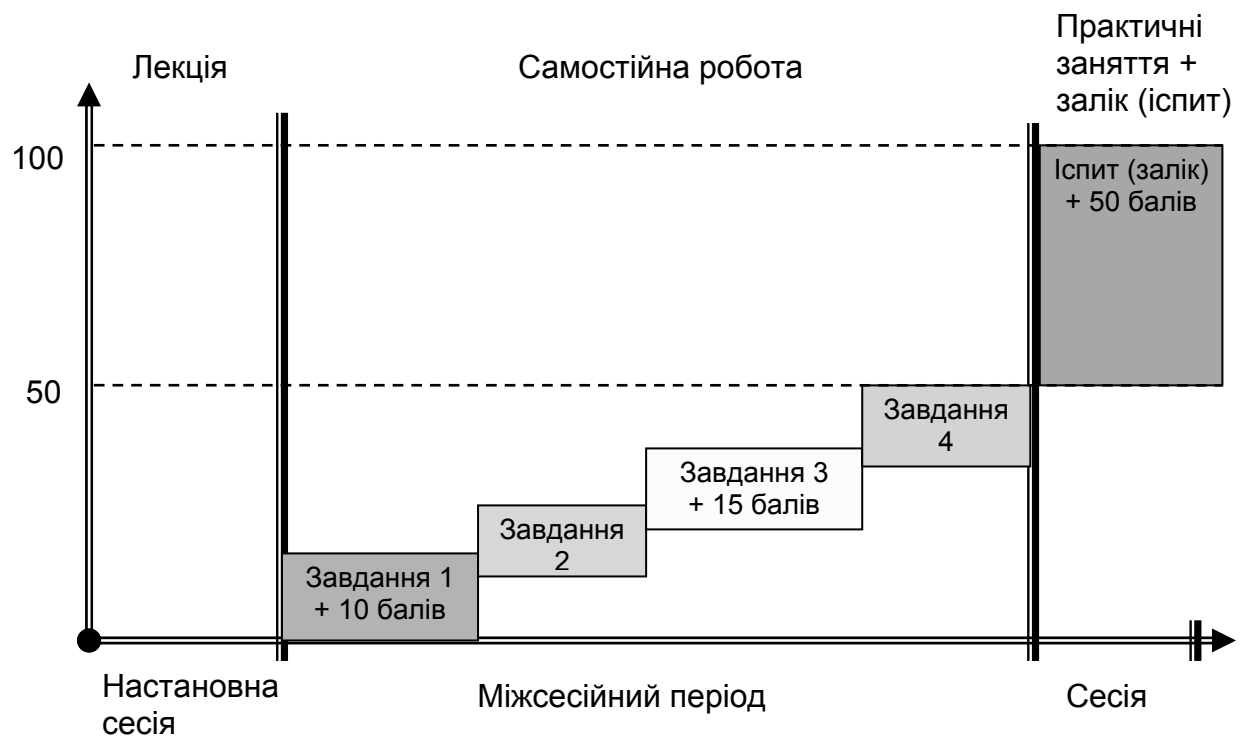 Лекція
Самостійна робота
Практичні
заняття +
залік (іспит)
100
Іспит (залік)
+ 50 балів
50
Завдання
4
Завдання 3
+ 15 балів
Завдання
2
Завдання 1
+ 10 балів
Настановна
сесія
Міжсесійний період
Сесія